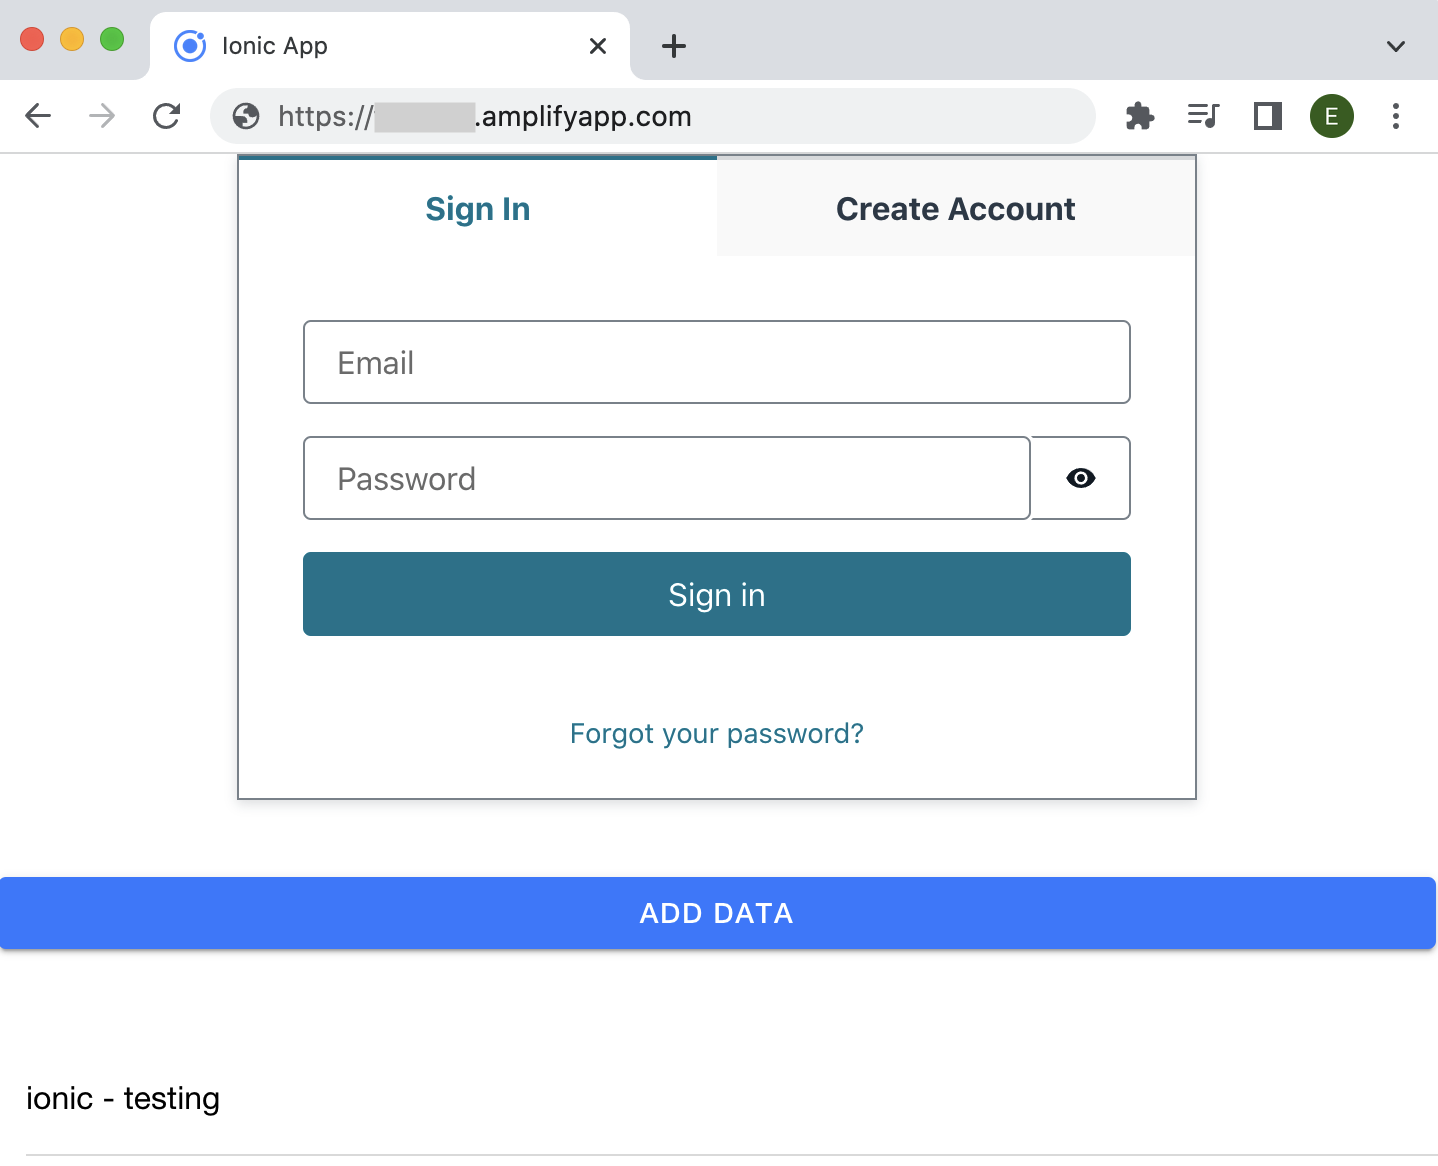 Ionic App
https://.amplifyapp.com
E
Sign In
Create Account
Email
Password
Sign in
Forgot your password?
ADD DATA
ionic - testing